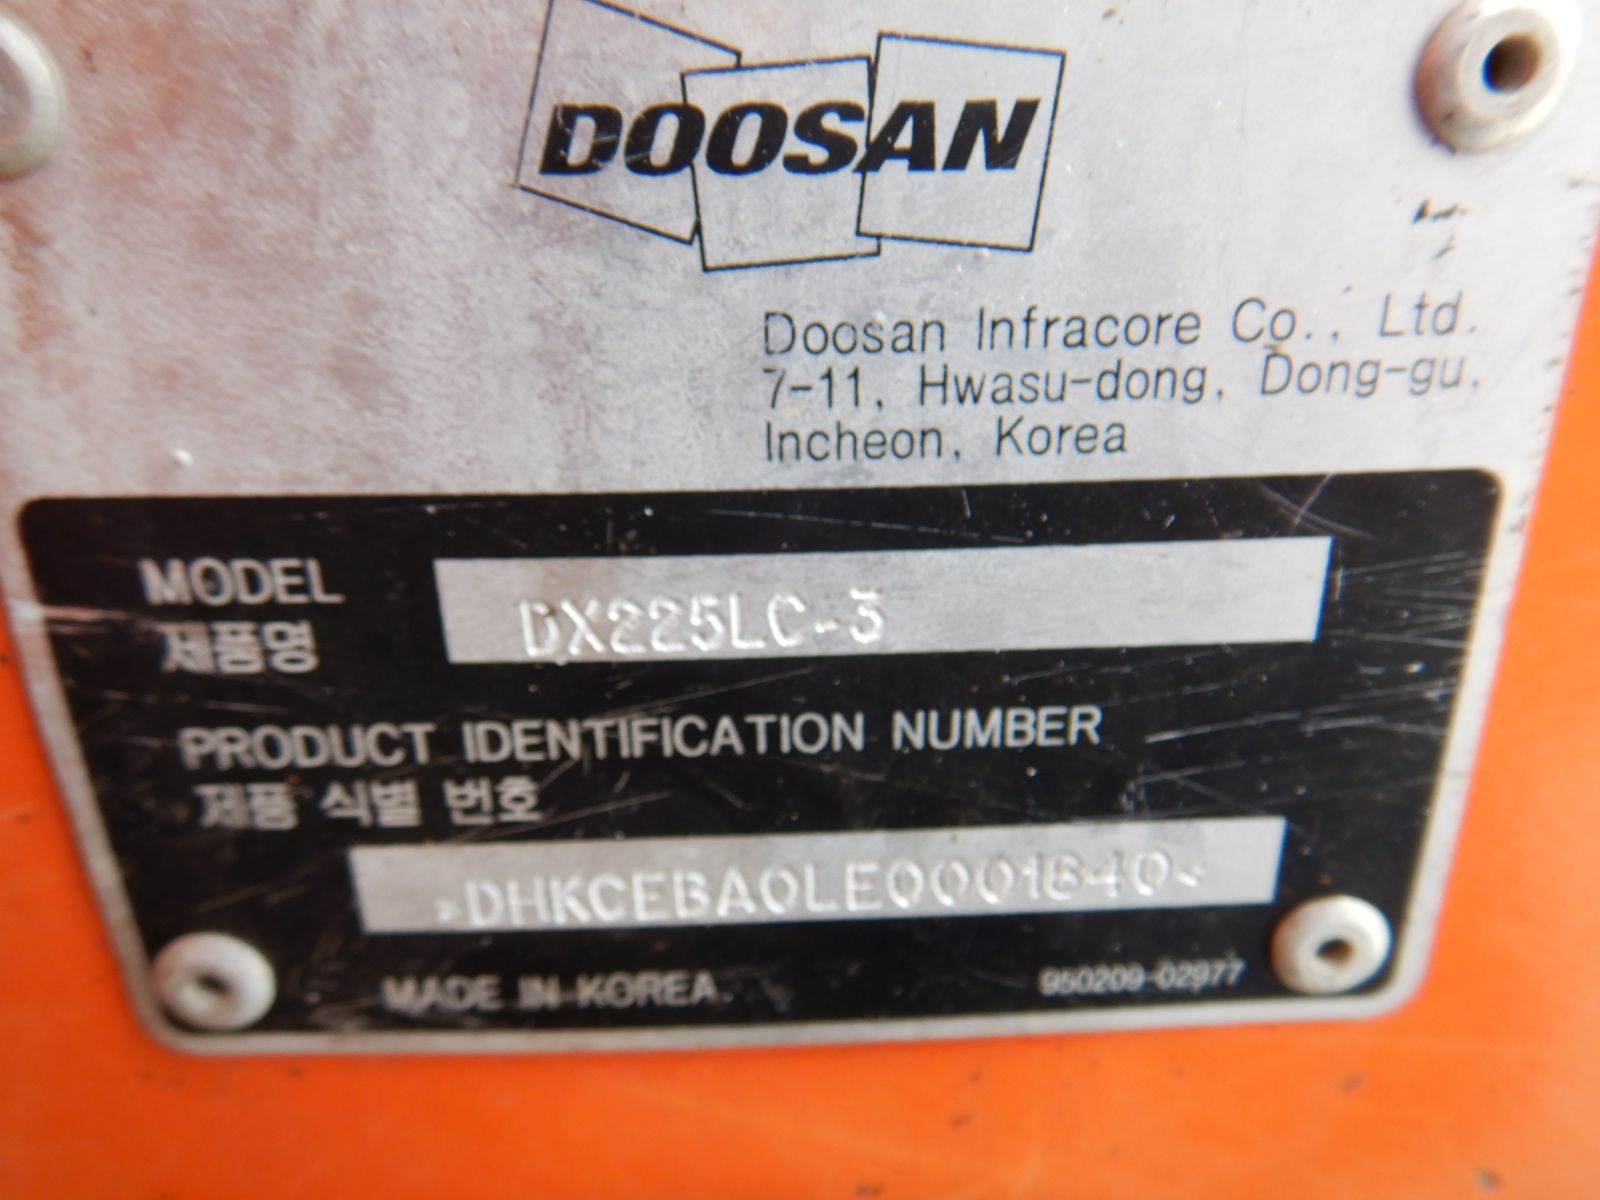 DOOSAN
Doosan Infracore Co., Ltd.
7-11, Hwasu-dong, Dong-gu,
Incheon, Korea
MODEL
제품명
DX225LC-3
PRODUCT IDENTIFICATION NUMBER
제품 식별 번호
>DHKCEBA0LE0001840<
MADE IN KOREA
950209-02977